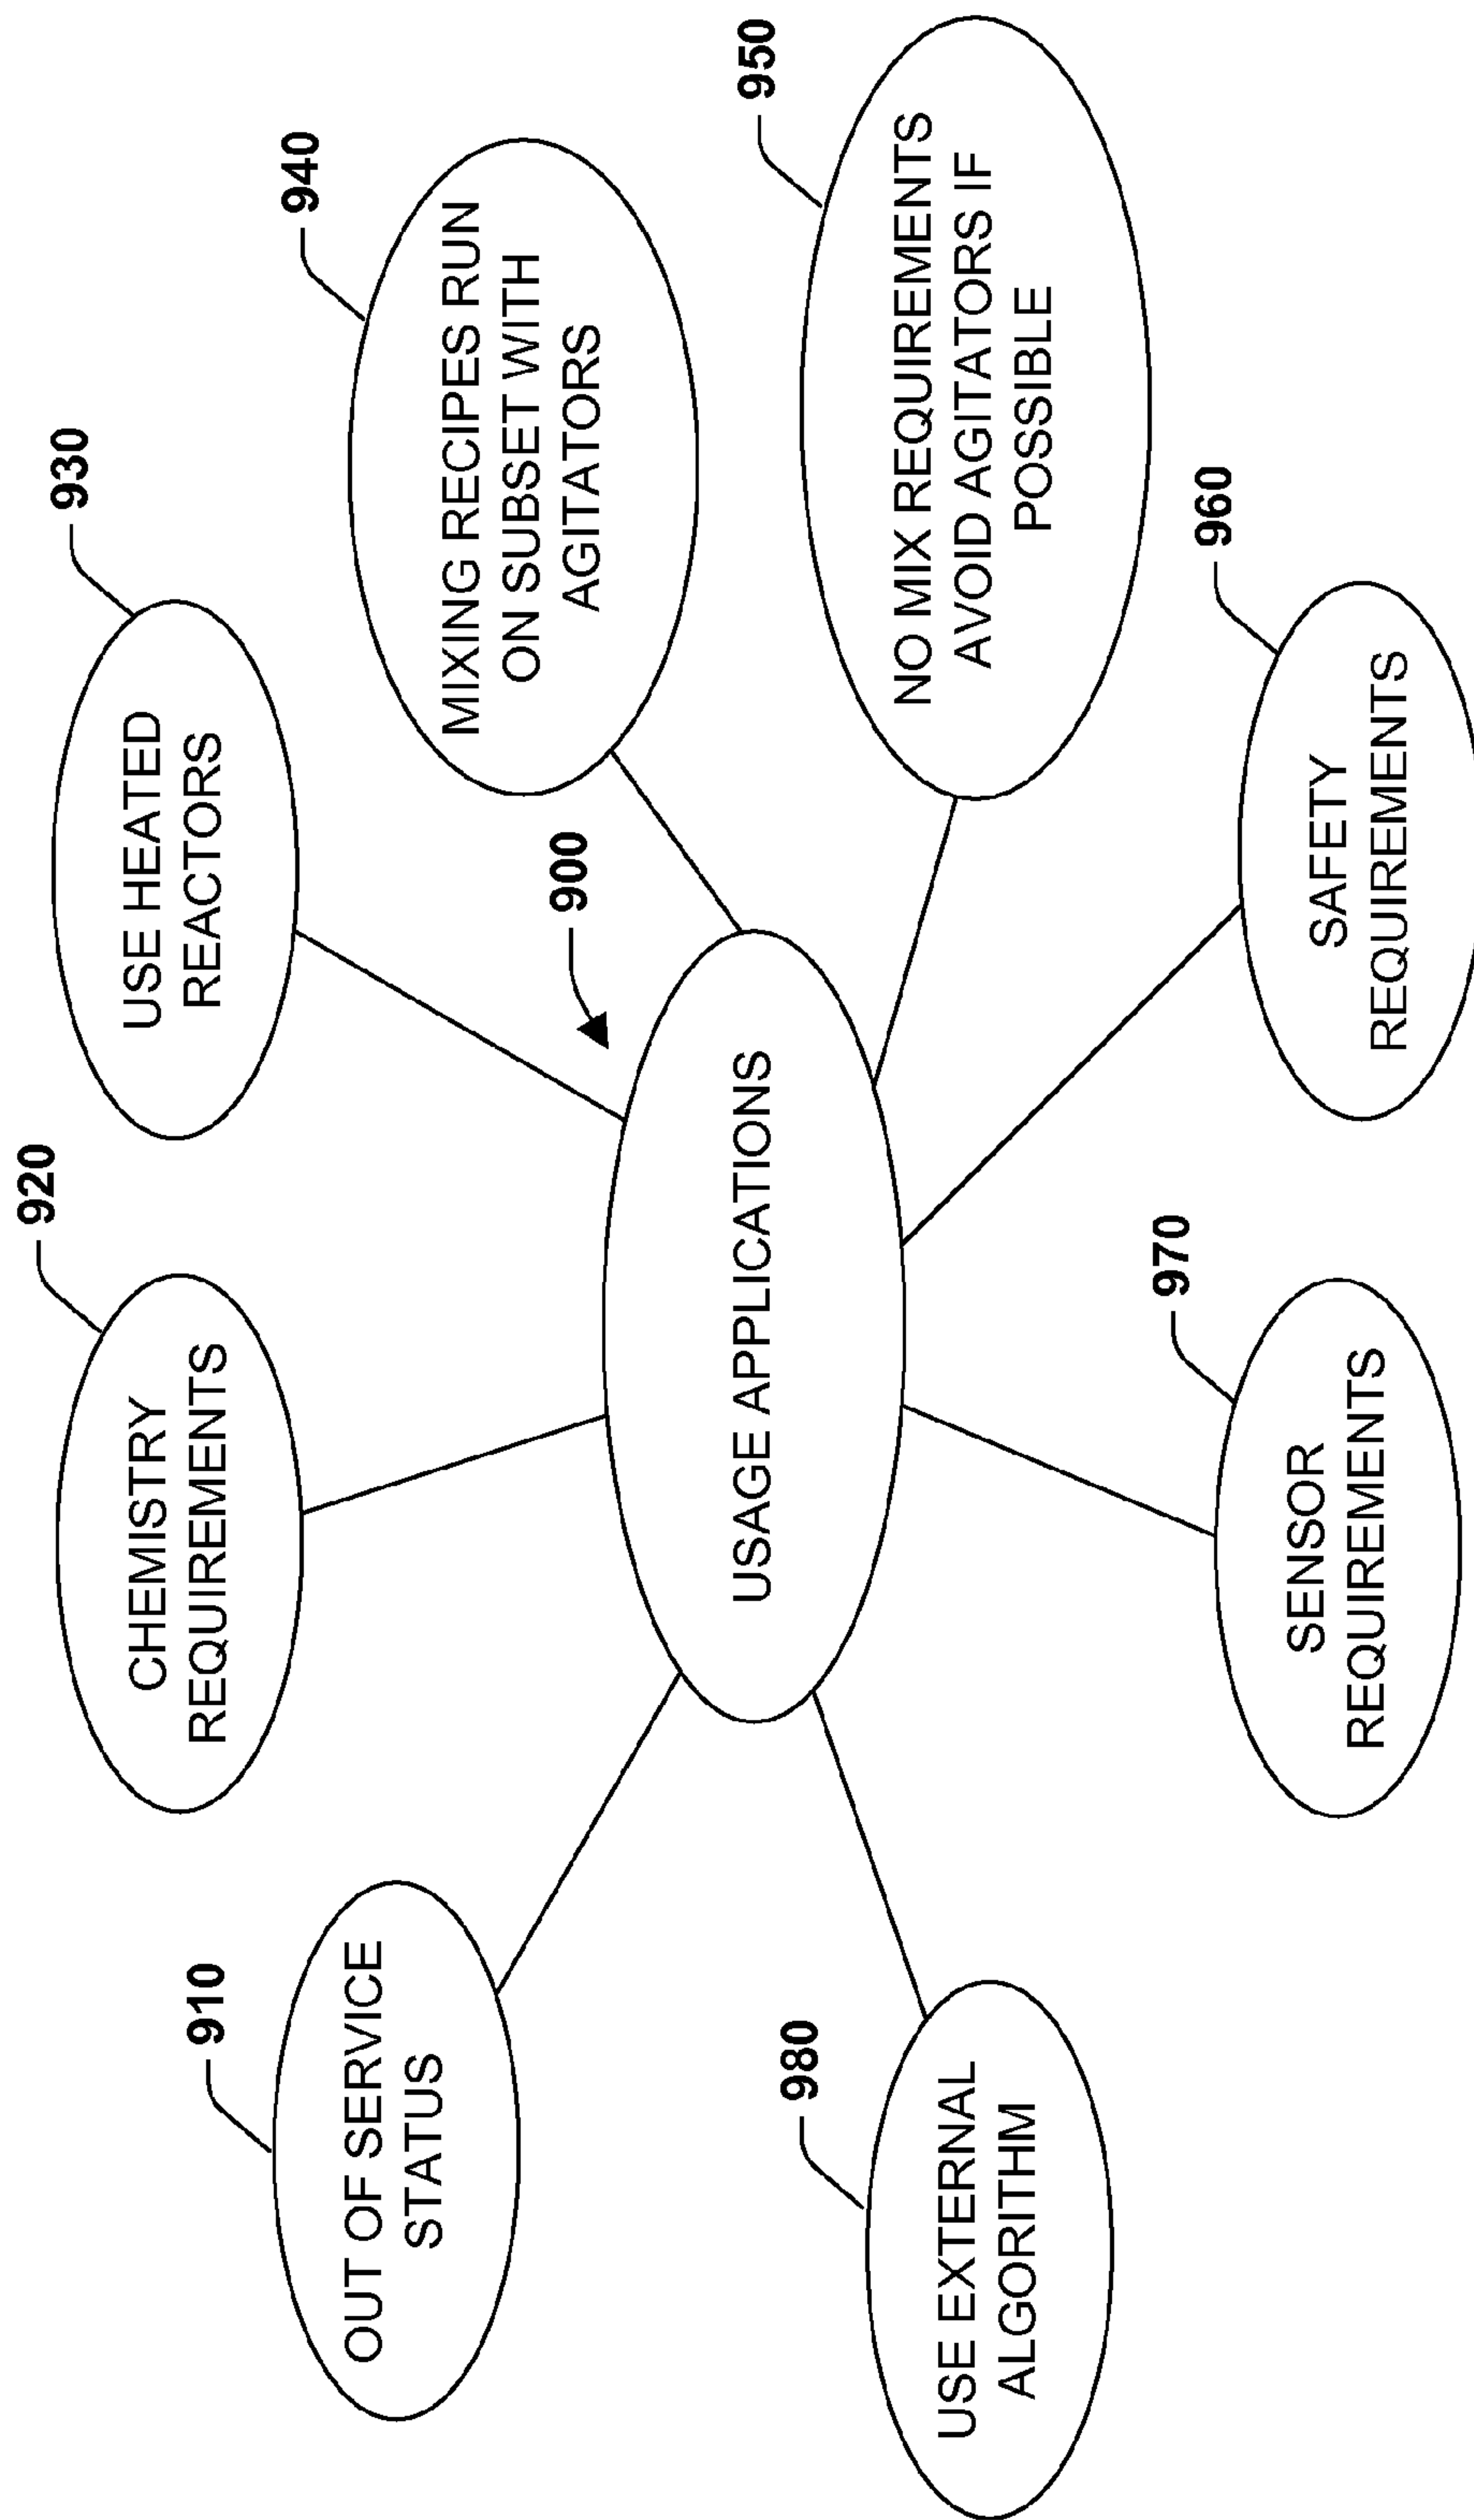 910
OUT OF SERVICE
STATUS
920
CHEMISTRY
REQUIREMENTS
930
USE HEATED
REACTORS
940
MIXING RECIPES RUN
ON SUBSET WITH
AGITATORS
900
USAGE APPLICATIONS
950
NO MIX REQUIREMENTS
AVOID AGITATORS IF
POSSIBLE
960
SAFETY
REQUIREMENTS
970
SENSOR
REQUIREMENTS
980
USE EXTERNAL
ALGORITHM